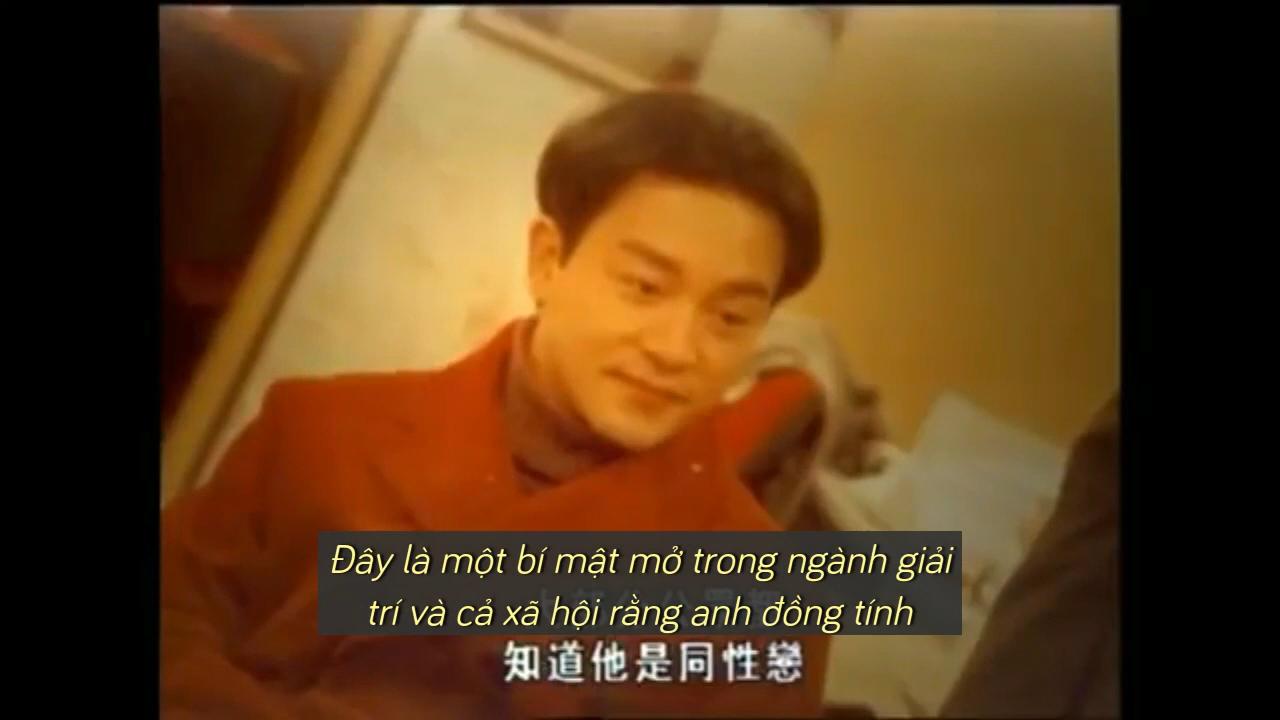 Đây là một bí mật mở trong ngành giải
trí và cả xã hội rằng anh đồng tính
知道他是同性戀